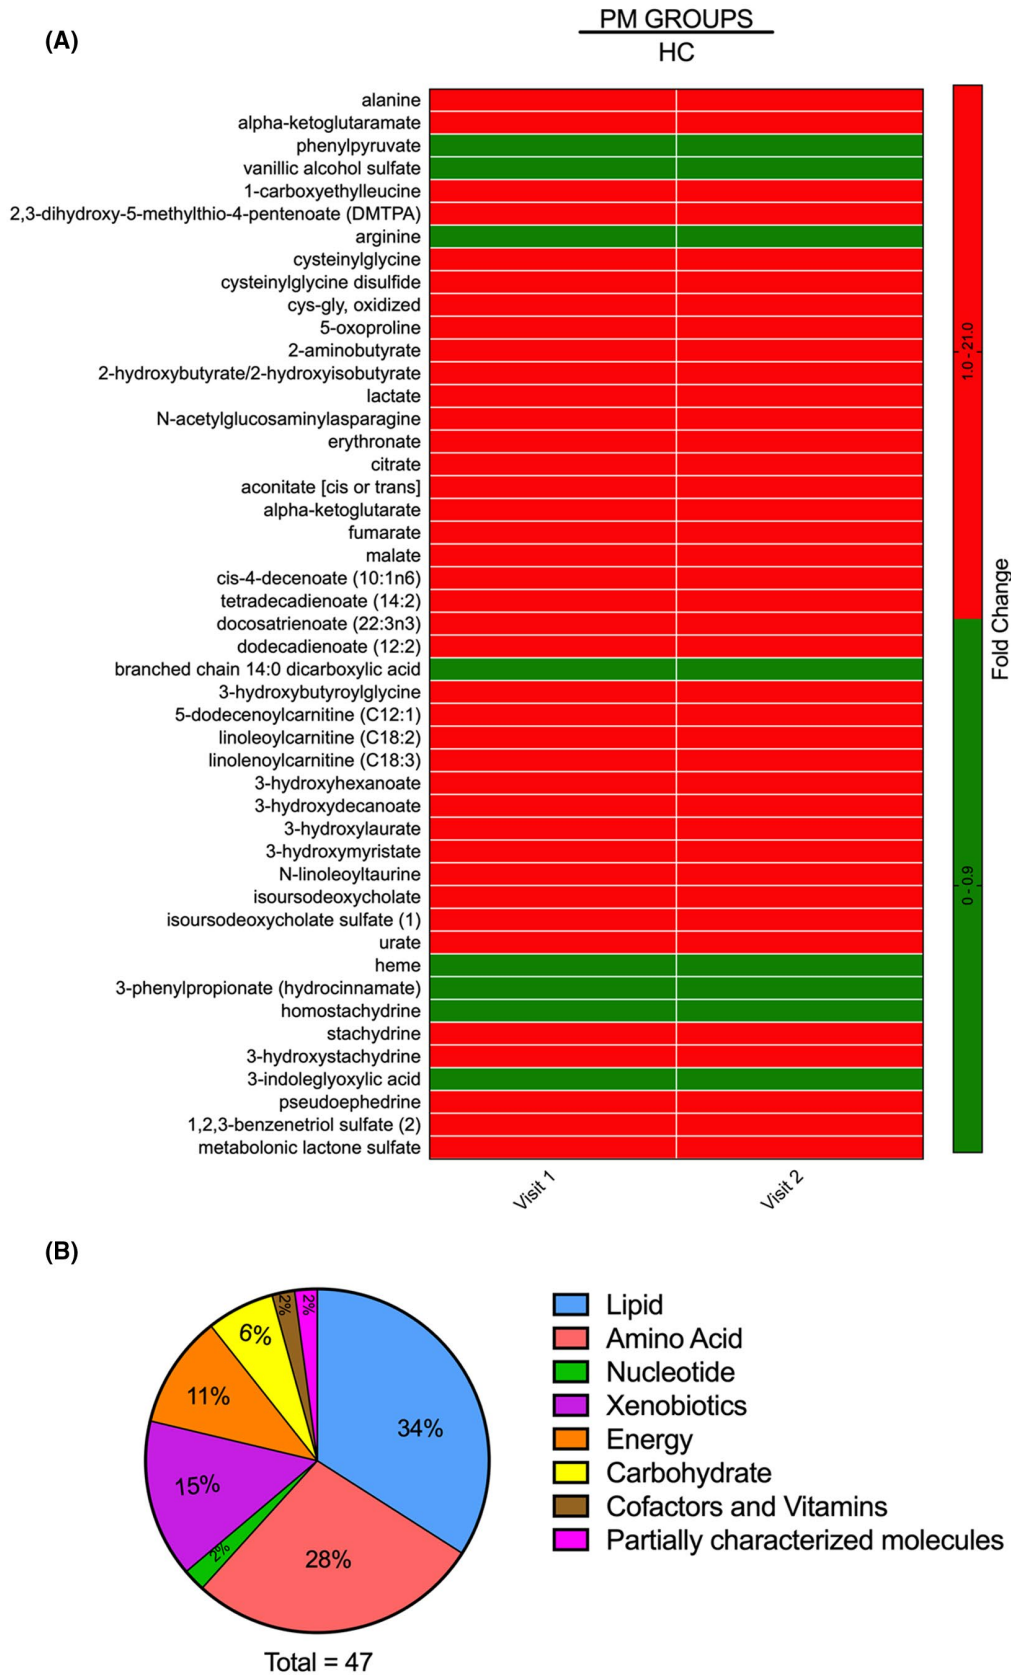 (A)
PM GROUPS
HC
alanine
alpha-ketoglutaramate
phenylpyruvate
vanillic alcohol sulfate
1-carboxyethylleucine
2,3-dihydroxy-5-methylthio-4-pentenoate (DMTPA)
arginine
cysteinylglycine
cysteinylglycine disulfide
cys-gly, oxidized
5-oxoproline
2-aminobutyrate
2-hydroxybutyrate/2-hydroxyisobutyrate
lactate
N-acetylglucosaminylasparagine
erythronate
citrate
aconitate [cis or trans]
alpha-ketoglutarate
fumarate
malate
cis-4-decenoate (10:1n6)
tetradecadienoate (14:2)
docosatrienoate (22:3n3)
dodecadienoate (12:2)
branched chain 14:0 dicarboxylic acid
3-hydroxybutyroylglycine
5-dodecenoylcarnitine (C12:1)
linoleoylcarnitine (C18:2)
linolenoylcarnitine (C18:3)
3-hydroxyhexanoate
3-hydroxydecanoate
3-hydroxylaurate
3-hydroxymyristate
N-linoleoyltaurine
isoursodeoxycholate
isoursodeoxycholate sulfate (1)
urate
heme
3-phenylpropionate (hydrocinnamate)
homostachydrine
stachydrine
3-hydroxystachydrine
3-indoleglyoxylic acid
pseudoephedrine
1,2,3-benzenetriol sulfate (2)
metabolonic lactone sulfate
Visit 1
Visit 2
1.0 - 21.0
0 - 0.9
Fold Change
(B)
34%
28%
2%
15%
11%
6%
2%
2%
Total = 47
Lipid
Amino Acid
Nucleotide
Xenobiotics
Energy
Carbohydrate
Cofactors and Vitamins
Partially characterized molecules